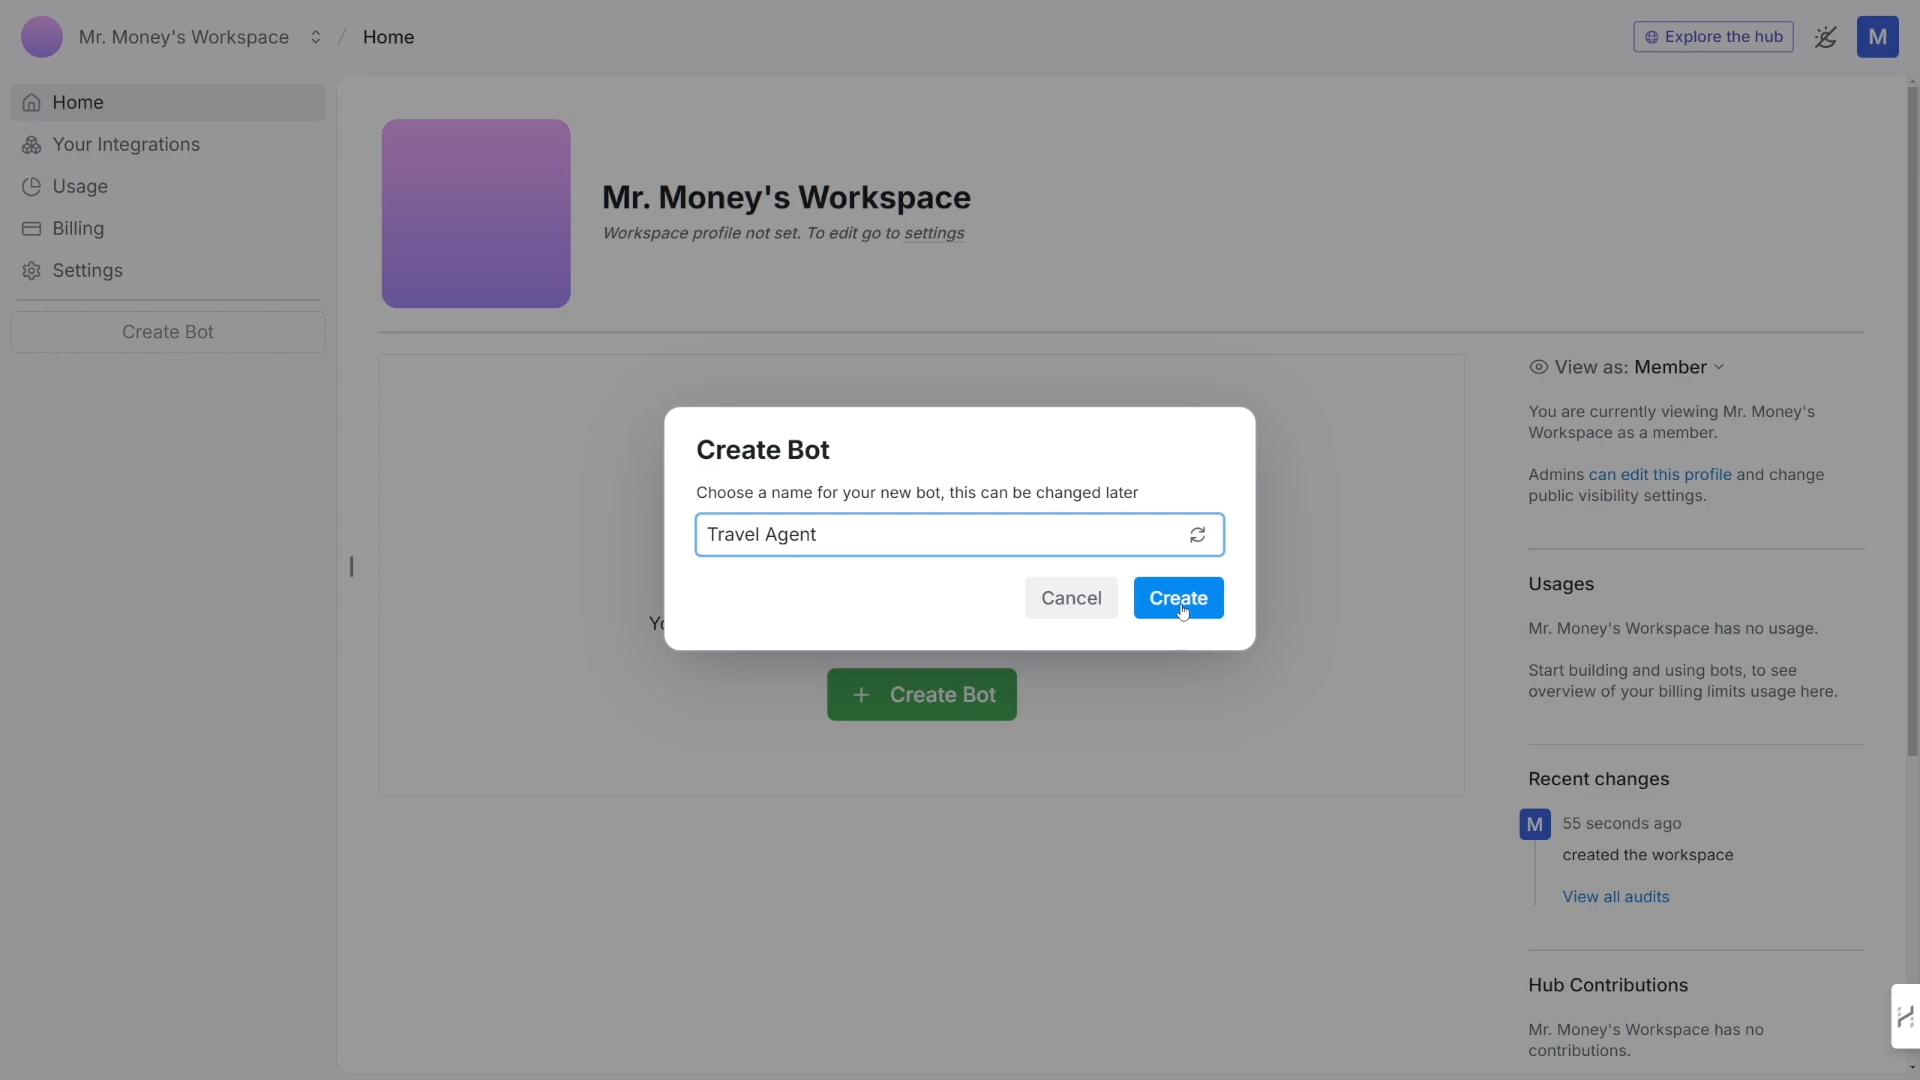 Mr. Money's Workspace / Home
Explore the hub
M
Home
Your Integrations
Usage
Billing
Settings
Create Bot
Mr. Money's Workspace
Workspace profile not set. To edit go to settings
View as: Member
You are currently viewing Mr. Money's
Workspace as a member.
Admins can edit this profile and change
public visibility settings.
Create Bot
Choose a name for your new bot, this can be changed later
Travel Agent
Cancel
Create
Create Bot
Usages
Mr. Money's Workspace has no usage.
Start building and using bots, to see
overview of your billing limits usage here.
Recent changes
M
55 seconds ago
created the workspace
View all audits
Hub Contributions
Mr. Money's Workspace has no
contributions.